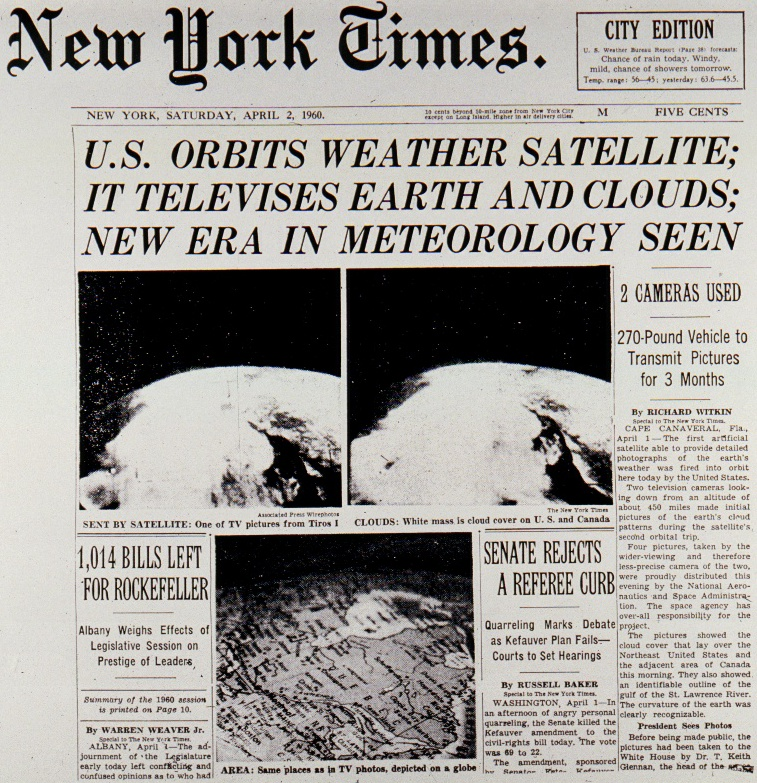 New York Times.
CITY EDITION
U. S. Weather Bureau Report (Page 38) forecasts:
Chance of rain today. Windy,
mild, chance of showers tomorrow.
Temp. range: 56—45; yesterday: 63.6—45.5.
NEW YORK, SATURDAY, APRIL 2, 1960.
10 cents beyond 50-mile zone from New York City
except on Long Island. Higher in air delivery cities.
M
FIVE CENTS
U.S. ORBITS WEATHER SATELLITE;
IT TELEVISES EARTH AND CLOUDS;
NEW ERA IN METEOROLOGY SEEN
Associated Press Wirephotos
SENT BY SATELLITE: One of TV pictures from Tiros I
The New York Times
CLOUDS: White mass is cloud cover on U. S. and Canada
2 CAMERAS USED
270-Pound Vehicle to
Transmit Pictures
for 3 Months
By RICHARD WITKIN
Special to The New York Times.
CAPE CANAVERAL, Fla.,
April 1—The first artificial
satellite able to provide detailed
photographs of the earth's
weather was fired into orbit
here today by the United States.
Two television cameras look-
ing down from an altitude of
about 450 miles made initial
pictures of the earth's cloud
patterns during the satellite's
second orbital trip.
Four pictures, taken by the
wider-viewing and therefore
less-precise camera of the two,
were proudly distributed this
evening by the National Aero-
nautics and Space Administra-
tion. The space agency has
over-all responsibility for the
project.
The pictures showed the
cloud cover that lay over the
Northeast United States and
the adjacent area of Canada
this morning. They also showed
an identifiable outline of the
gulf of the St. Lawrence River.
The curvature of the earth was
clearly recognizable.
President Sees Photos
Before being made public, the
pictures had been taken to the
White House by Dr. T. Keith
Glennan, the head of the
1,014 BILLS LEFT
FOR ROCKEFELLER
Albany Weighs Effects of
Legislative Session on
Prestige of Leaders
Summary of the 1960 session
is printed on Page 10.
By WARREN WEAVER Jr.
Special to The New York Times.
ALBANY, April 1—The ad-
journment of the Legislature
early today left conflicting and
confused opinions as to who had
AREA: Same places as in TV photos, depicted on a globe
SENATE REJECTS
A REFEREE CURB
Quarreling Marks Debate
as Kefauver Plan Fails—
Courts to Set Hearings
By RUSSELL BAKER
Special to The New York Times.
WASHINGTON, April 1—In
an afternoon of angry personal
quarreling, the Senate killed the
Kefauver amendment to the
civil-rights bill today. The vote
was 69 to 22.
The amendment, sponsored
by Senator Estes Kefauver